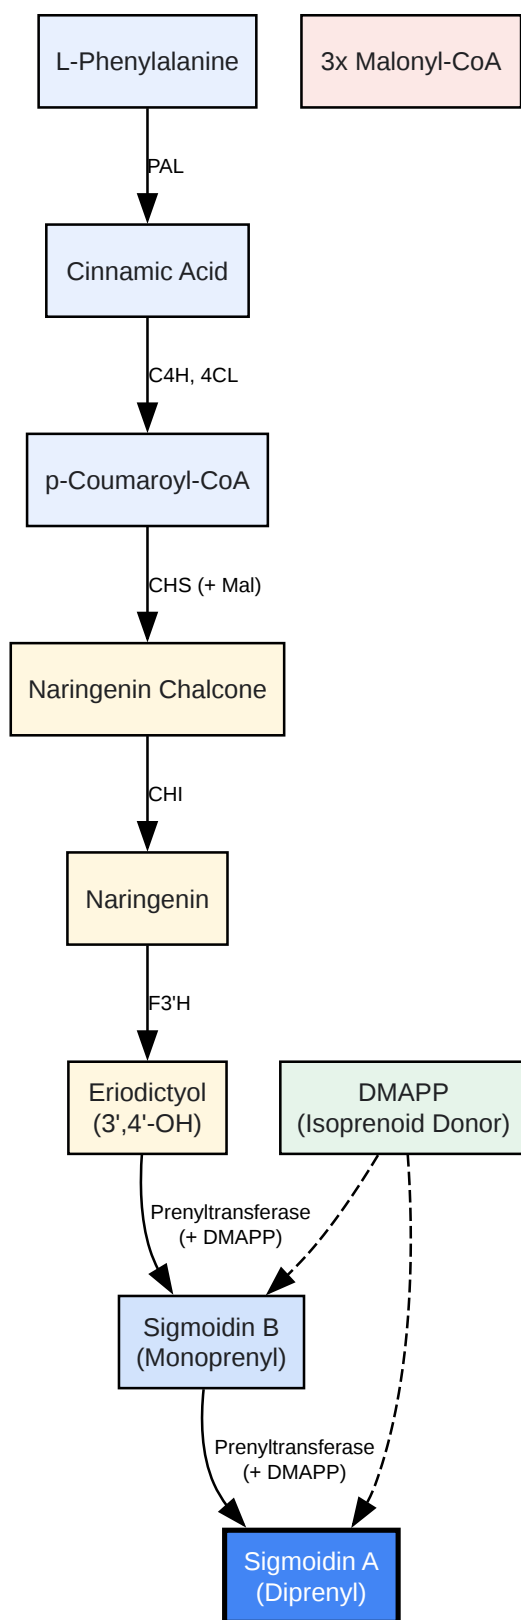 L-Phenylalanine
3x Malonyl-CoA
PAL
Cinnamic Acid
C4H, 4CL
p-Coumaroyl-CoA
CHS (+ Mal)
Naringenin Chalcone
CHI
Naringenin
F3'H
Eriodictyol
(3',4'-OH)
DMAPP
(Isoprenoid Donor)
Prenyltransferase
(+ DMAPP)
Sigmoidin B
(Monoprenyl)
Prenyltransferase
(+ DMAPP)
Sigmoidin A
(Diprenyl)